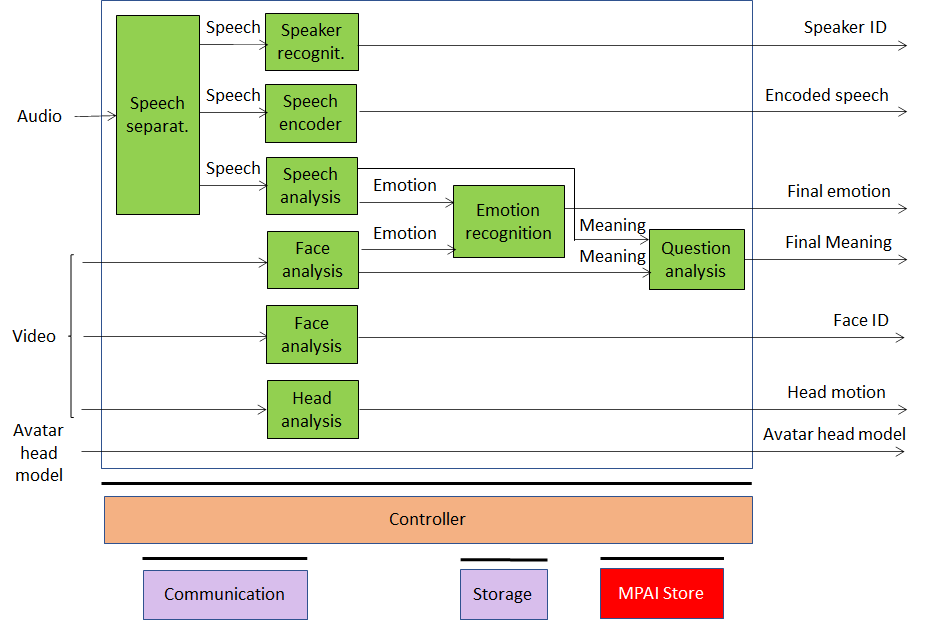 Speech
Speaker
recognit.
Speaker ID
Audio
Speech
separat.
Speech
Speech
encoder
Encoded speech
Speech
Speech
analysis
Emotion
Emotion
recognition
Final emotion
Emotion
Face
analysis
Meaning
Meaning
Question
analysis
Final Meaning
Video
Face
analysis
Face ID
Head
analysis
Head motion
Avatar
head
model
Avatar head model
Controller
Communication
Storage
MPAI Store